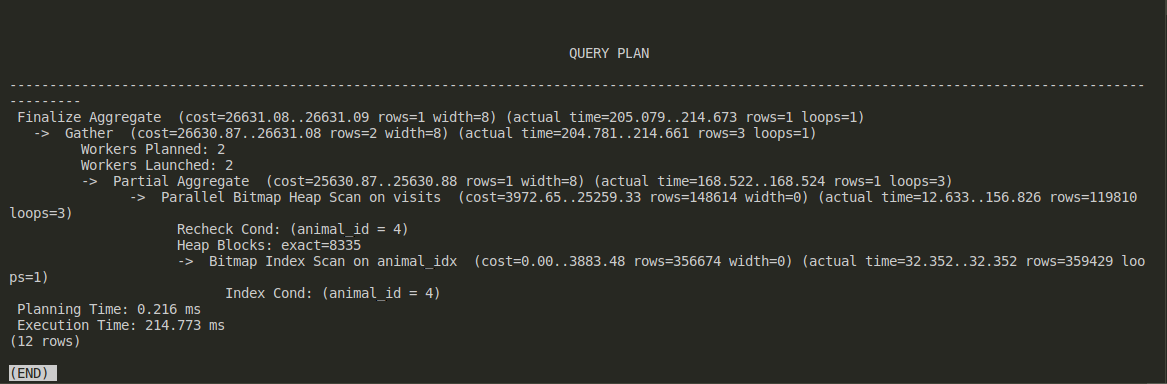 QUERY PLAN
----------------------------------------------------------------------------------------------------------------------------------------------
---------
Finalize Aggregate  (cost=26631.08..26631.09 rows=1 width=8) (actual time=205.079..214.673 rows=1 loops=1)
->  Gather  (cost=26630.87..26631.08 rows=2 width=8) (actual time=204.781..214.661 rows=3 loops=1)
Workers Planned: 2
Workers Launched: 2
->  Partial Aggregate  (cost=25630.87..25630.88 rows=1 width=8) (actual time=168.522..168.524 rows=1 loops=3)
->  Parallel Bitmap Heap Scan on visits  (cost=3972.65..25259.33 rows=148614 width=0) (actual time=12.633..156.826 rows=119810
loops=3)
Recheck Cond: (animal_id = 4)
Heap Blocks: exact=8335
->  Bitmap Index Scan on animal_idx  (cost=0.00..3883.48 rows=356674 width=0) (actual time=32.352..32.352 rows=359429 loo
ps=1)
Index Cond: (animal_id = 4)
Planning Time: 0.216 ms
Execution Time: 214.773 ms
(12 rows)
(END)